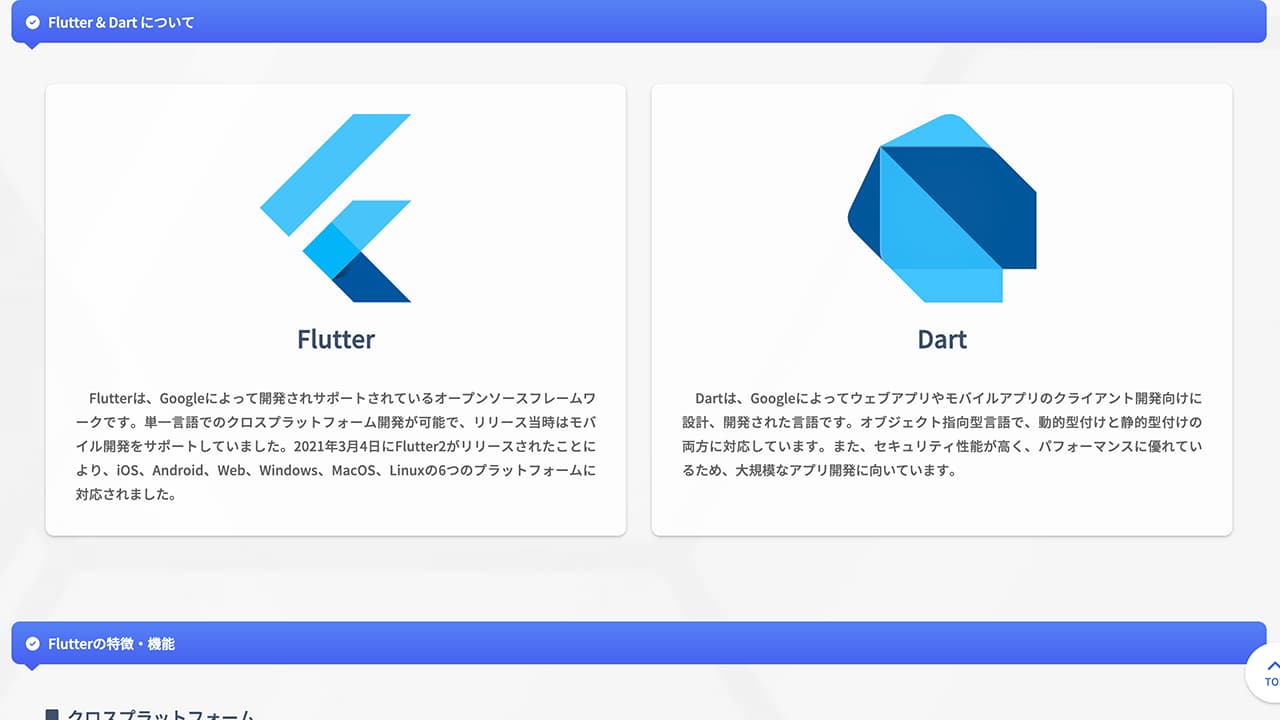 Flutter & Dart について
Flutter
Flutterは、Googleによって開発されサポートされているオープンソースフレームワ
ークです。単一言語でのクロスプラットフォーム開発が可能で、リリース当時はモバ
イル開発をサポートしていました。2021年3月4日にFlutter2がリリースされたことに
より、iOS、Android、Web、Windows、MacOS、Linuxの6つのプラットフォームに
対応されました。
Dart
Dartは、Googleによってウェブアプリやモバイルアプリのクライアント開発向けに
設計、開発された言語です。オブジェクト指向型言語で、動的型付けと静的型付けの
両方に対応しています。また、セキュリティ性能が高く、パフォーマンスに優れてい
るため、大規模なアプリ開発に向いています。
Flutterの特徴・機能
TO
クロスプラットフォーム